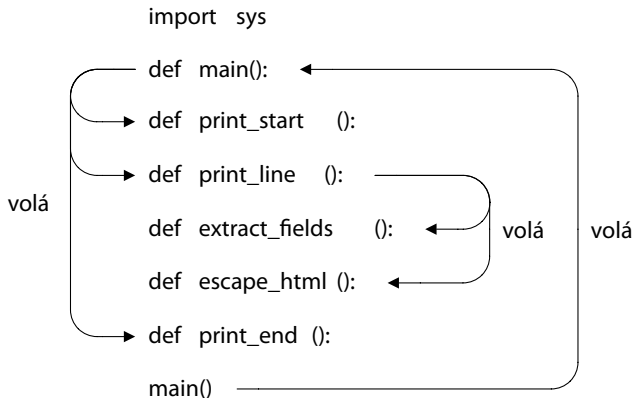 import sys
def main():
def print_start ():
def print_line ():
volá
def extract_fields ():
volá
volá
def escape_html ():
def print_end ():
main()